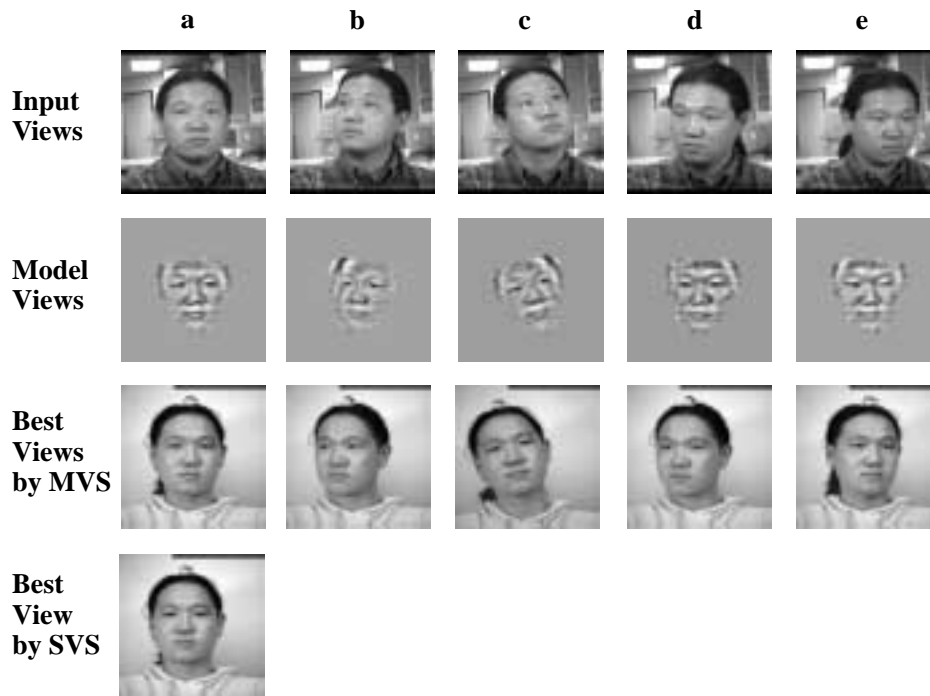 a b c d e
Input
Views
Model
Views
Best
Views
by MVS
Best
View
by SVS